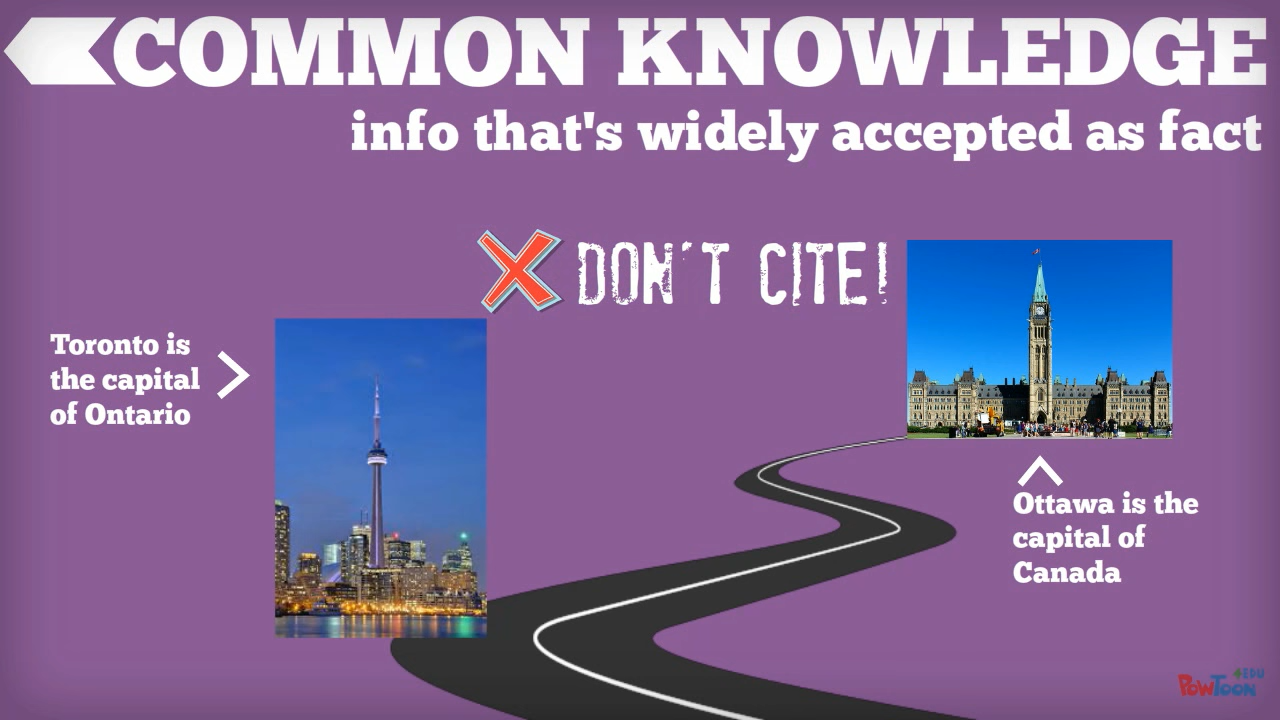 COMMON KNOWLEDGE
info that's widely accepted as fact
DON'T CITE!
Toronto is
the capital
of Ontario
Ottawa is the
capital of
Canada
POWTOON
+EDU